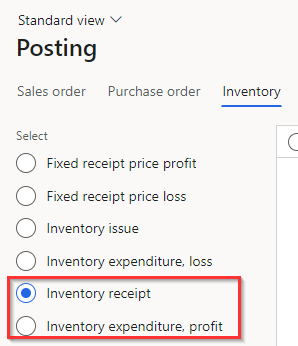 Standard view
Posting
Sales order Purchase order Inventory
Select
Fixed receipt price profit
Fixed receipt price loss
Inventory issue
Inventory expenditure, loss
Inventory receipt
Inventory expenditure, profit